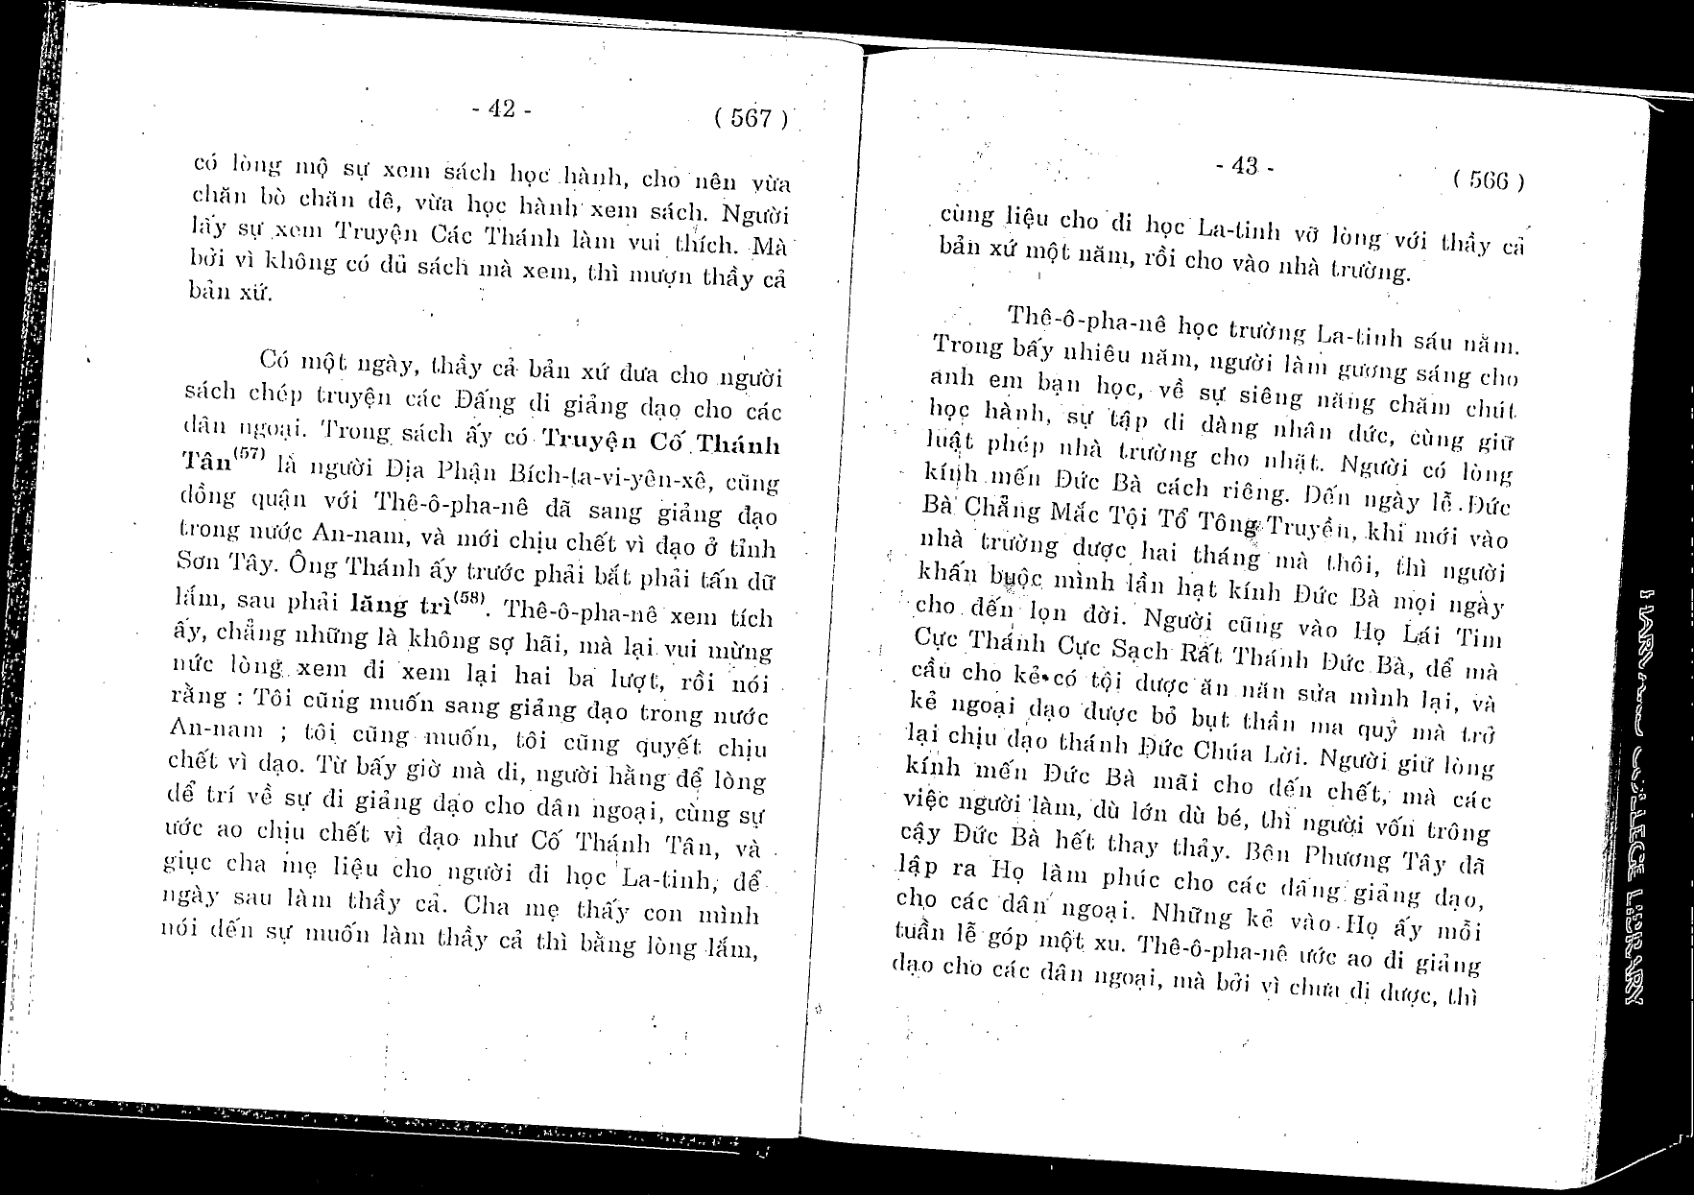 - 42 -
( 567 )
có lòng mộ sự xem sách học hành, cho nên vừa
chăn bò chăn dê, vừa học hành xem sách. Người
lấy sự xem Truyện Các Thánh làm vui thích. Mà
bởi vì không có đủ sách mà xem, thì mượn thầy cả
bản xứ.
Có một ngày, thầy cả bản xứ đưa cho người
sách chép truyện các Đấng đi giảng đạo cho các
dân ngoại. Trong sách ấy có Truyện Cố Thánh
Tân(57) là người Địa Phận Bích-ta-vi-yên-xê, cũng
đồng quận với Thê-ô-pha-nê đã sang giảng đạo
trong nước An-nam, và mới chịu chết vì đạo ở tỉnh
Sơn Tây. Ông Thánh ấy trước phải bắt phải tấn dữ
lắm, sau phải lăng trì(58). Thê-ô-pha-nê xem tích
ấy, chẳng những là không sợ hãi, mà lại vui mừng
nức lòng xem đi xem lại hai ba lượt, rồi nói
rằng : Tôi cũng muốn sang giảng đạo trong nước
An-nam ; tôi cũng muốn, tôi cũng quyết chịu
chết vì đạo. Từ bấy giờ mà đi, người hằng để lòng
để trí về sự đi giảng đạo cho dân ngoại, cùng sự
ước ao chịu chết vì đạo như Cố Thánh Tân, và
giục cha mẹ liệu cho người đi học La-tinh, để
ngày sau làm thầy cả. Cha mẹ thấy con mình
nói đến sự muốn làm thầy cả thì bằng lòng lắm,
- 43 -
( 566 )
cùng liệu cho đi học La-tinh vỡ lòng với thầy cả
bản xứ một năm, rồi cho vào nhà trường.
Thê-ô-pha-nê học trường La-tinh sáu năm.
Trong bấy nhiêu năm, người làm gương sáng cho
anh em bạn học, về sự siêng năng chăm chút
học hành, sự tập đi đàng nhân đức, cùng giữ
luật phép nhà trường cho nhặt. Người có lòng
kính mến Đức Bà cách riêng. Đến ngày lễ Đức
Bà Chẳng Mắc Tội Tổ Tông Truyền, khi mới vào
nhà trường được hai tháng mà thôi, thì người
khấn buộc mình lần hạt kính Đức Bà mọi ngày
cho đến lọn đời. Người cũng vào Họ Lái Tim
Cực Thánh Cực Sạch Rất Thánh Đức Bà, để mà
cầu cho kẻ có tội được ăn năn sửa mình lại, và
kẻ ngoại đạo được bỏ bụt thần ma quỷ mà trở
lại chịu đạo thánh Đức Chúa Lời. Người giữ lòng
kính mến Đức Bà mãi cho đến chết, mà các
việc người làm, dù lớn dù bé, thì người vốn trông
cậy Đức Bà hết thay thảy. Bên Phương Tây đã
lập ra Họ làm phúc cho các đấng giảng đạo,
cho các dân ngoại. Những kẻ vào Họ ấy mỗi
tuần lễ góp một xu. Thê-ô-pha-nê ước ao đi giảng
đạo cho các dân ngoại, mà bởi vì chưa đi được, thì
HARVARD COLLEGE LIBRARY